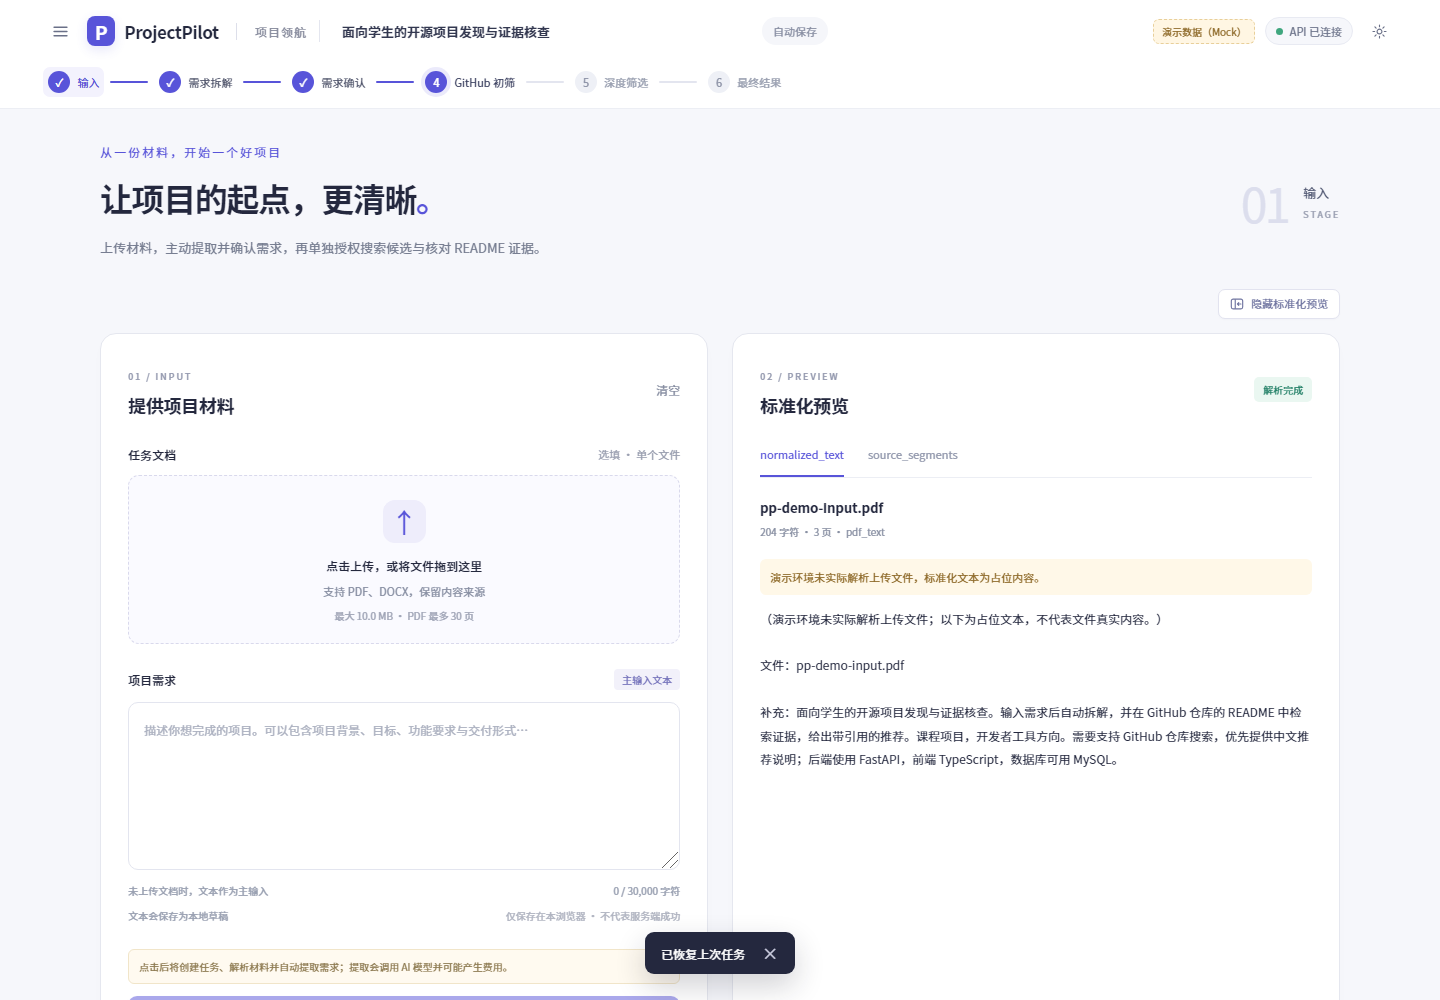 P ProjectPilot 项目领航 面向学生的开源项目发现与证据核查 自动保存 演示数据（Mock） API 已连接
✓ 输入 ✓ 需求拆解 ✓ 需求确认 4 GitHub 初筛 5 深度筛选 6 最终结果
从一份材料，开始一个好项目
让项目的起点，更清晰。
上传材料，主动提取并确认需求，再单独授权搜索候选与核对 README 证据。
01 输入
STAGE
隐藏标准化预览
01 / INPUT
提供项目材料
清空
任务文档 选填 · 单个文件
点击上传，或将文件拖到这里
支持 PDF、DOCX，保留内容来源
最大 10.0 MB · PDF 最多 30 页
项目需求 主输入文本
描述你想完成的项目。可以包含项目背景、目标、功能要求与交付形式…
未上传文档时，文本作为主输入 0 / 30,000 字符
文本会保存为本地草稿 仅保存在本浏览器 · 不代表服务端成功
点击后将创建任务、解析材料并自动提取需求；提取会调用 AI 模型并可能产生费用。
02 / PREVIEW
标准化预览
解析完成
normalized_text source_segments
pp-demo-input.pdf
204 字符 · 3 页 · pdf_text
演示环境未实际解析上传文件，标准化文本为占位内容。
（演示环境未实际解析上传文件；以下为占位文本，不代表文件真实内容。）
文件：pp-demo-input.pdf
补充：面向学生的开源项目发现与证据核查。输入需求后自动拆解，并在 GitHub 仓库的 README 中检
索证据，给出带引用的推荐。课程项目，开发者工具方向。需要支持 GitHub 仓库搜索，优先提供中文推
荐说明；后端使用 FastAPI，前端 TypeScript，数据库可用 MySQL。
已恢复上次任务